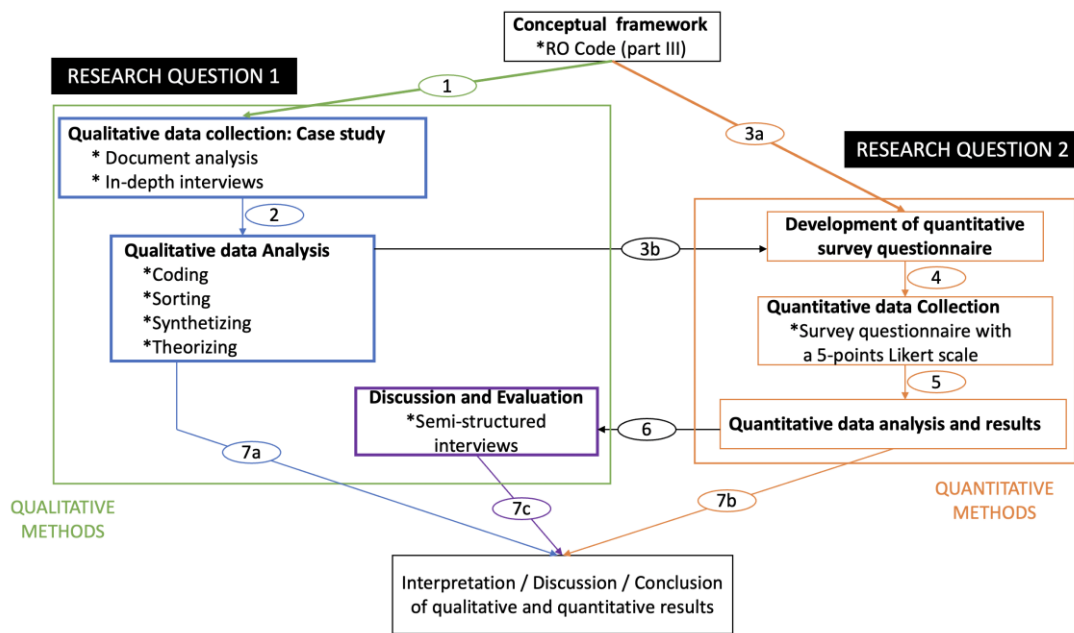 Conceptual framework
*RO Code (part III)
RESEARCH QUESTION 1
1
Qualitative data collection: Case study
* Document analysis
* In-depth interviews
2
Qualitative data Analysis
*Coding
*Sorting
*Synthetizing
*Theorizing
3a
RESEARCH QUESTION 2
3b
Development of quantitative
survey questionnaire
4
Quantitative data Collection
*Survey questionnaire with
a 5-points Likert scale
5
Quantitative data analysis and results
6
Discussion and Evaluation
*Semi-structured
interviews
7a
7c
7b
QUALITATIVE
METHODS
QUANTITATIVE
METHODS
Interpretation / Discussion / Conclusion
of qualitative and quantitative results